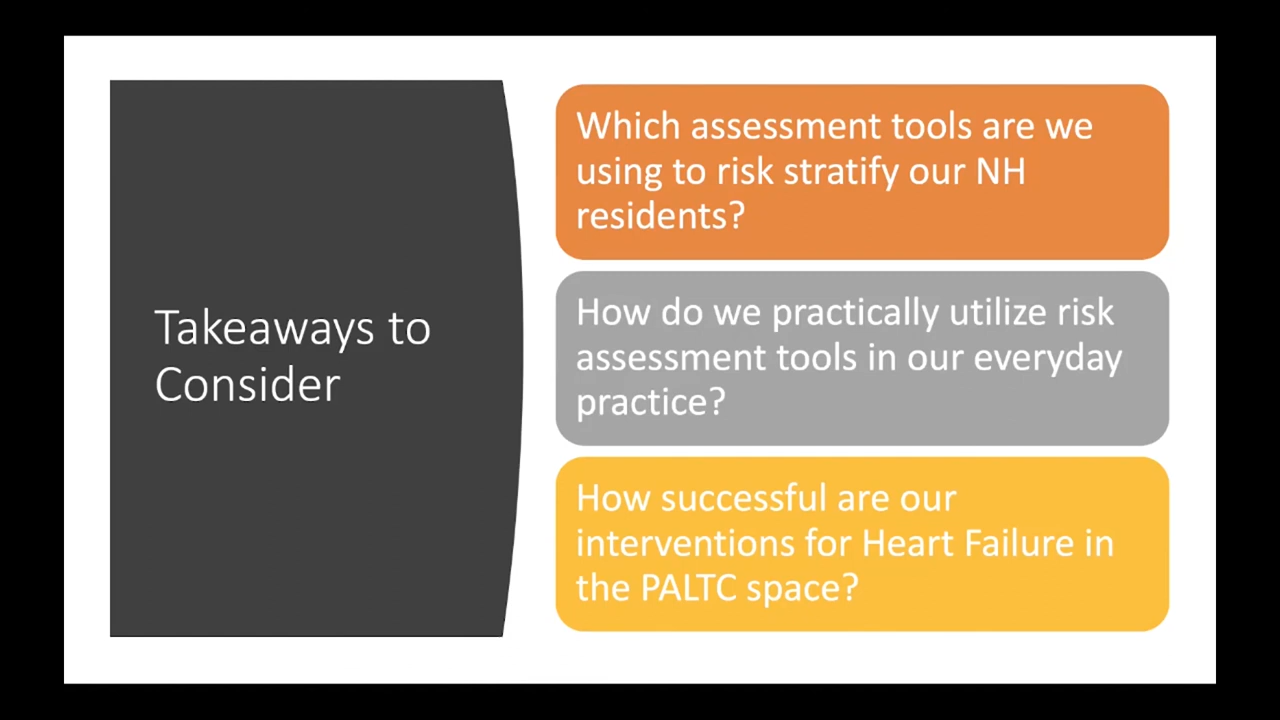 Takeaways to
Consider
Which assessment tools are we
using to risk stratify our NH
residents?
How do we practically utilize risk
assessment tools in our everyday
practice?
How successful are our
interventions for Heart Failure in
the PALTC space?